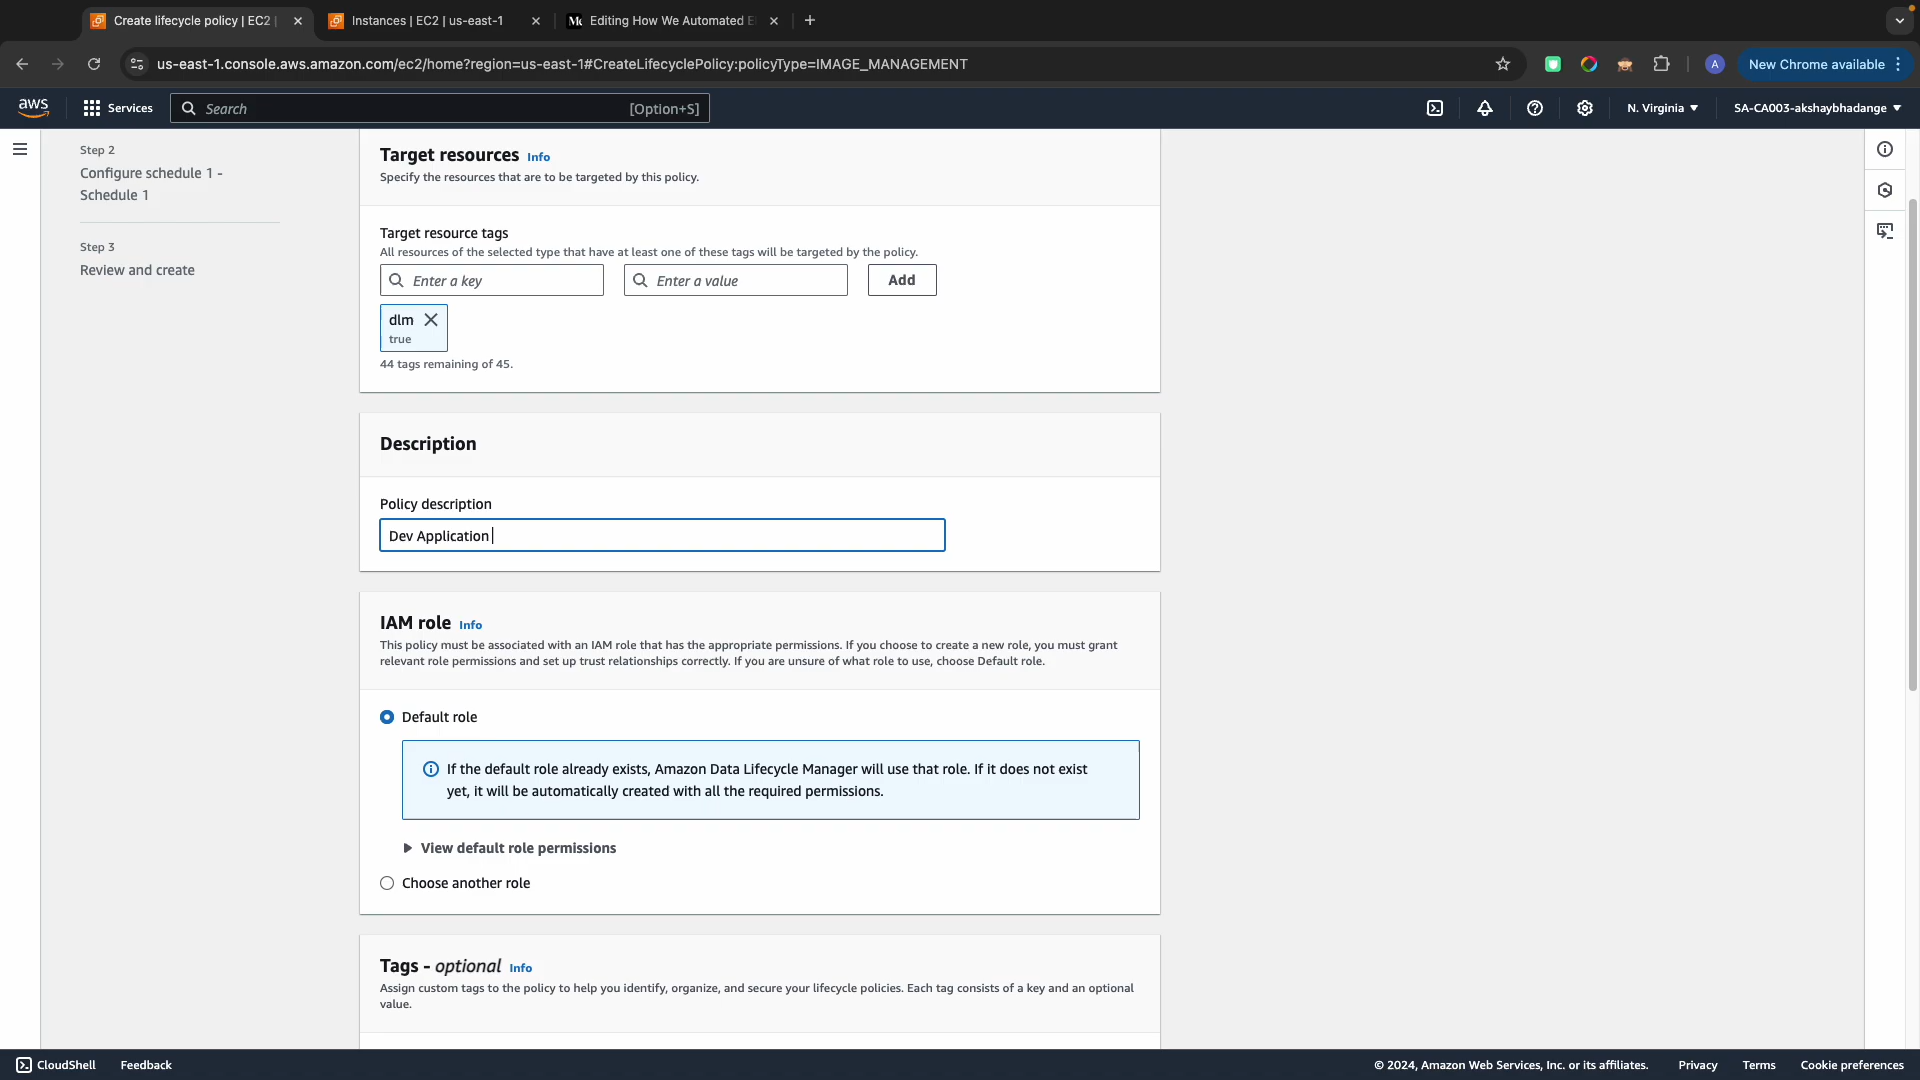 Create lifecycle policy | EC2 |
Instances | EC2 | us-east-1
Editing How We Automated E
us-east-1.console.aws.amazon.com/ec2/home?region=us-east-1#CreateLifecyclePolicy:policyType=IMAGE_MANAGEMENT
A
New Chrome available
aws
Services
Search
[Option+S]
N. Virginia
SA-CA003-akshaybhadange
Step 2
Configure schedule 1 -
Schedule 1
Step 3
Review and create
Target resources Info
Specify the resources that are to be targeted by this policy.
Target resource tags
All resources of the selected type that have at least one of these tags will be targeted by the policy.
Enter a key
Enter a value
Add
dlm
true
44 tags remaining of 45.
Description
Policy description
Dev Application
IAM role Info
This policy must be associated with an IAM role that has the appropriate permissions. If you choose to create a new role, you must grant
relevant role permissions and set up trust relationships correctly. If you are unsure of what role to use, choose Default role.
Default role
If the default role already exists, Amazon Data Lifecycle Manager will use that role. If it does not exist
yet, it will be automatically created with all the required permissions.
View default role permissions
Choose another role
Tags - optional Info
Assign custom tags to the policy to help you identify, organize, and secure your lifecycle policies. Each tag consists of a key and an optional
value.
CloudShell
Feedback
© 2024, Amazon Web Services, Inc. or its affiliates.
Privacy
Terms
Cookie preferences